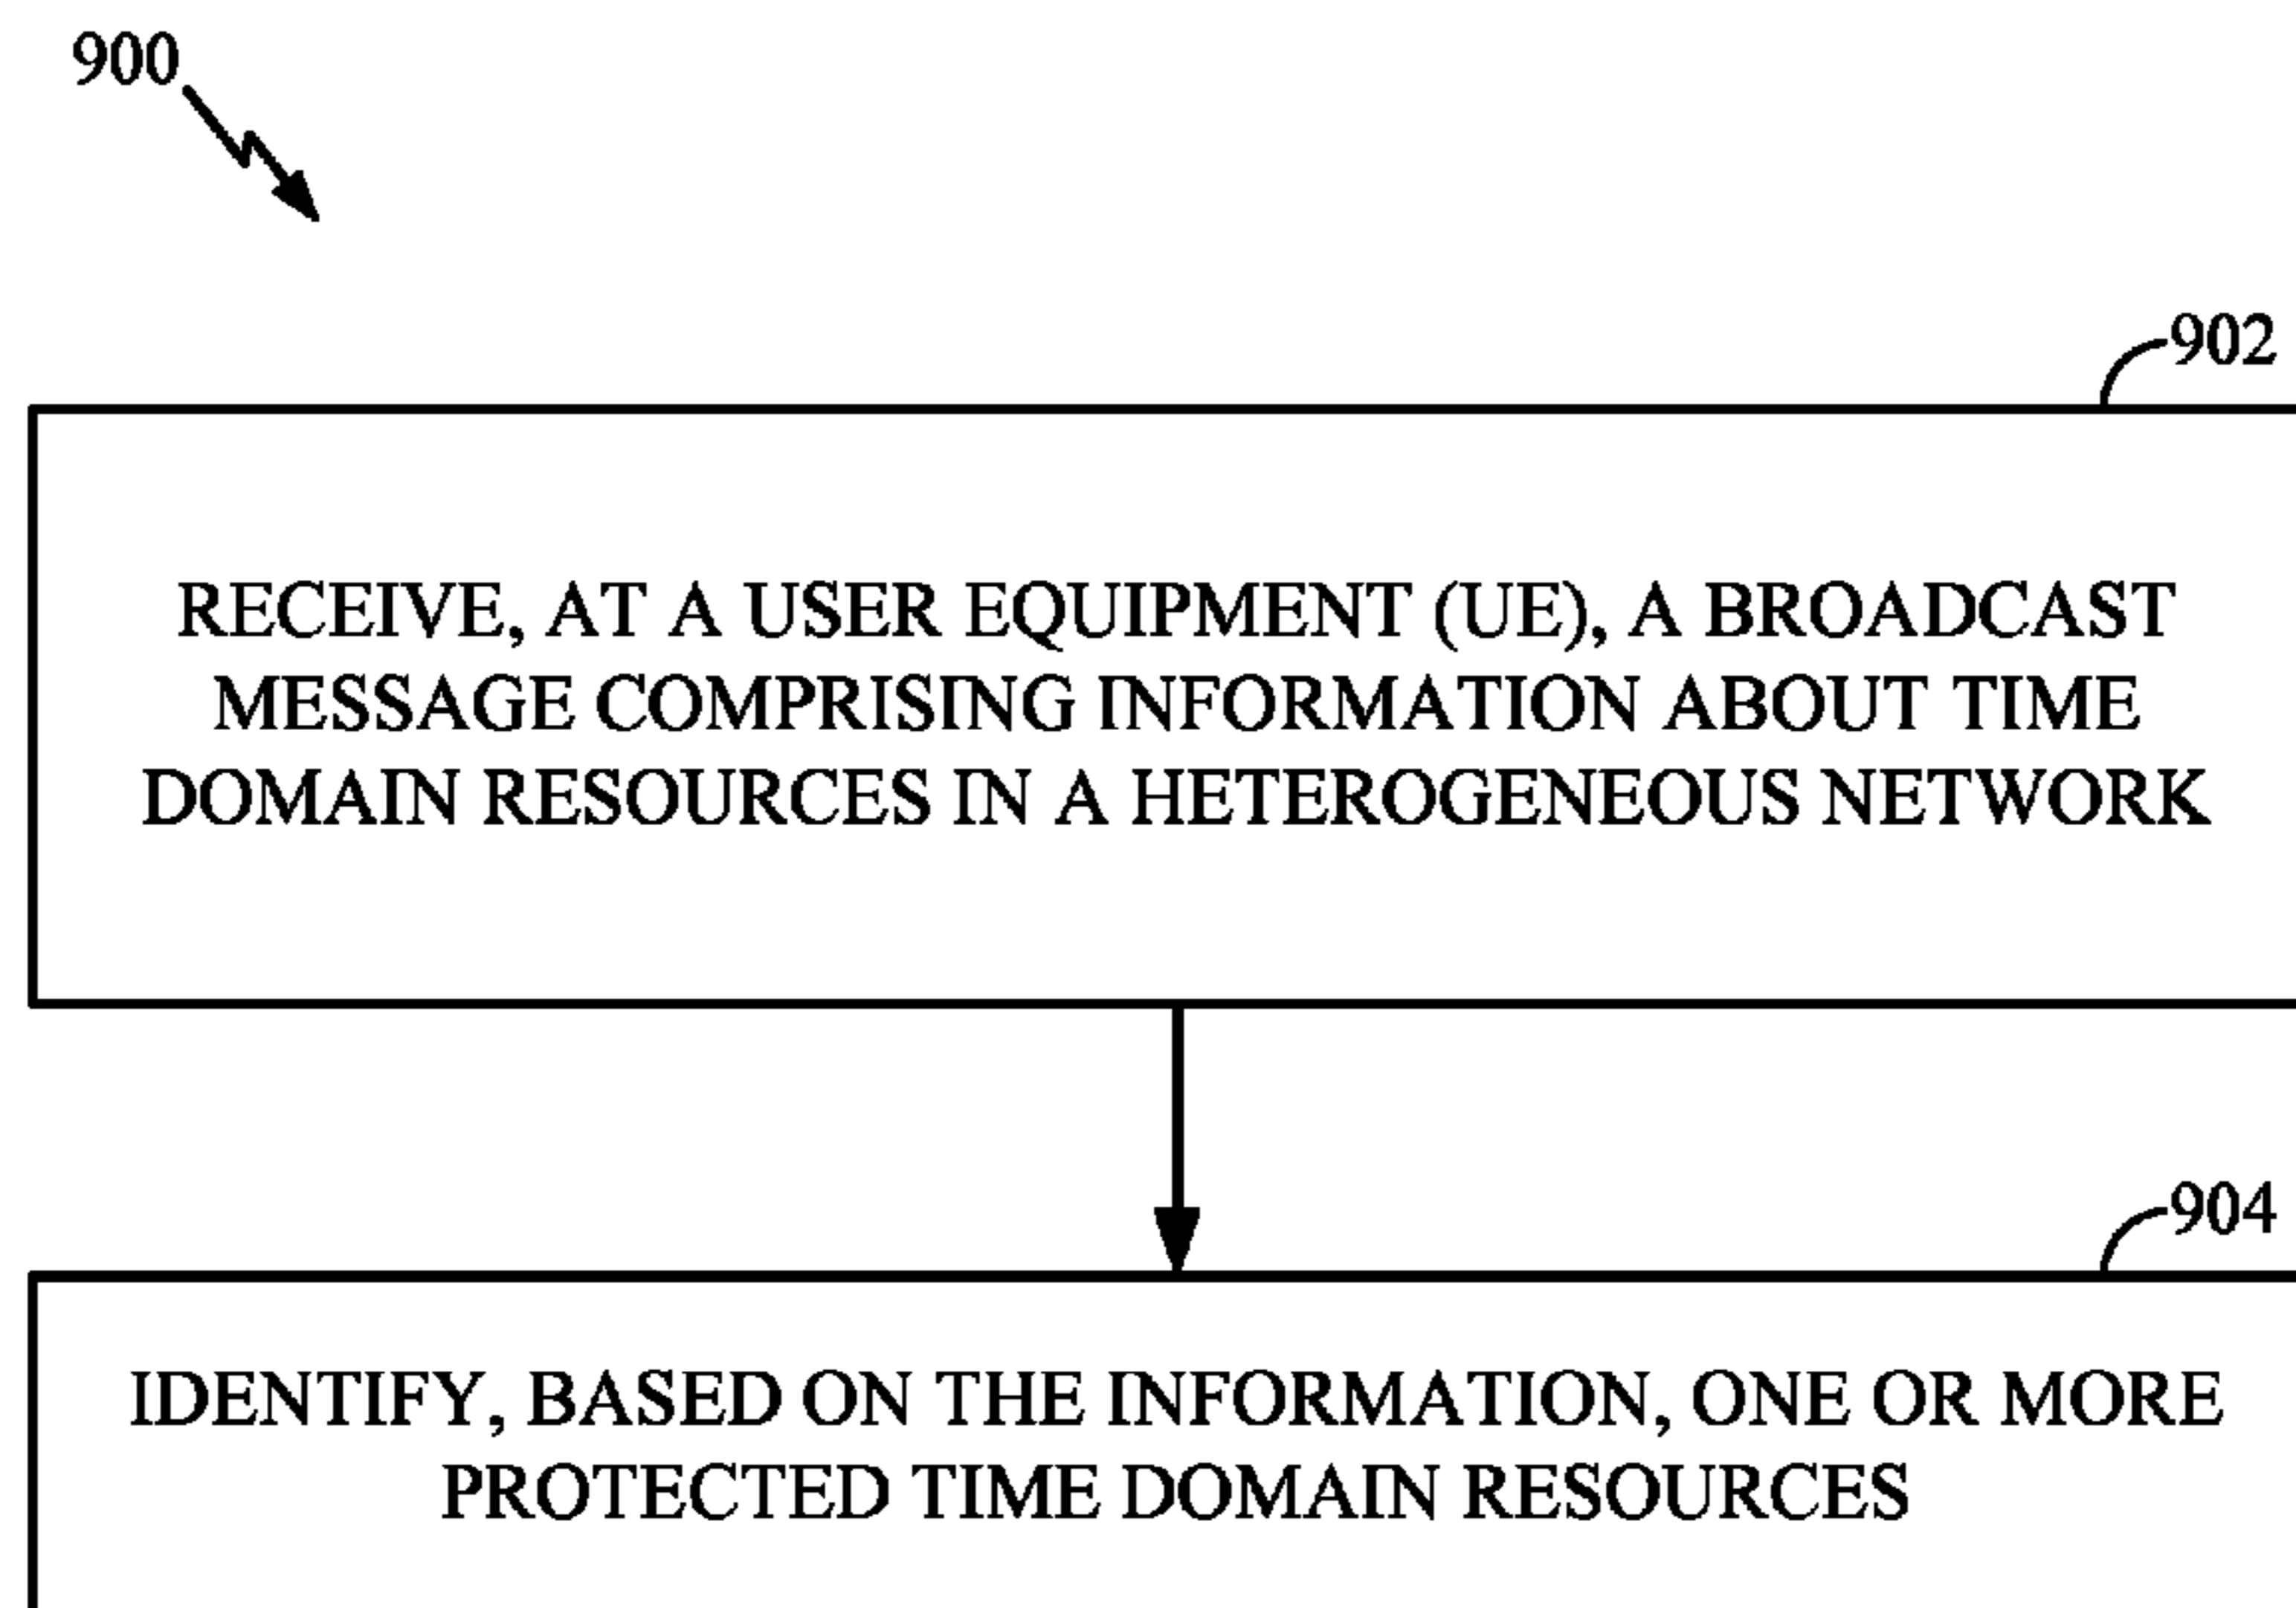 900
902
RECEIVE, AT A USER EQUIPMENT (UE), A BROADCAST
MESSAGE COMPRISING INFORMATION ABOUT TIME
DOMAIN RESOURCES IN A HETEROGENEOUS NETWORK
904
IDENTIFY, BASED ON THE INFORMATION, ONE OR MORE
PROTECTED TIME DOMAIN RESOURCES